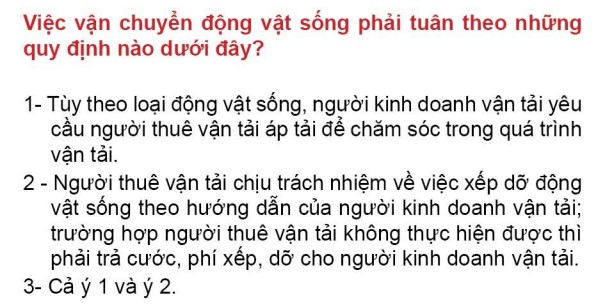 Việc vận chuyển động vật sống phải tuân theo những
quy định nào dưới đây?
1- Tùy theo loại động vật sống, người kinh doanh vận tải yêu
cầu người thuê vận tải áp tải để chăm sóc trong quá trình
vận tải.
2 - Người thuê vận tải chịu trách nhiệm về việc xếp dỡ động
vật sống theo hướng dẫn của người kinh doanh vận tải;
trường hợp người thuê vận tải không thực hiện được thì
phải trả cước, phí xếp, dỡ cho người kinh doanh vận tải.
3- Cả ý 1 và ý 2.